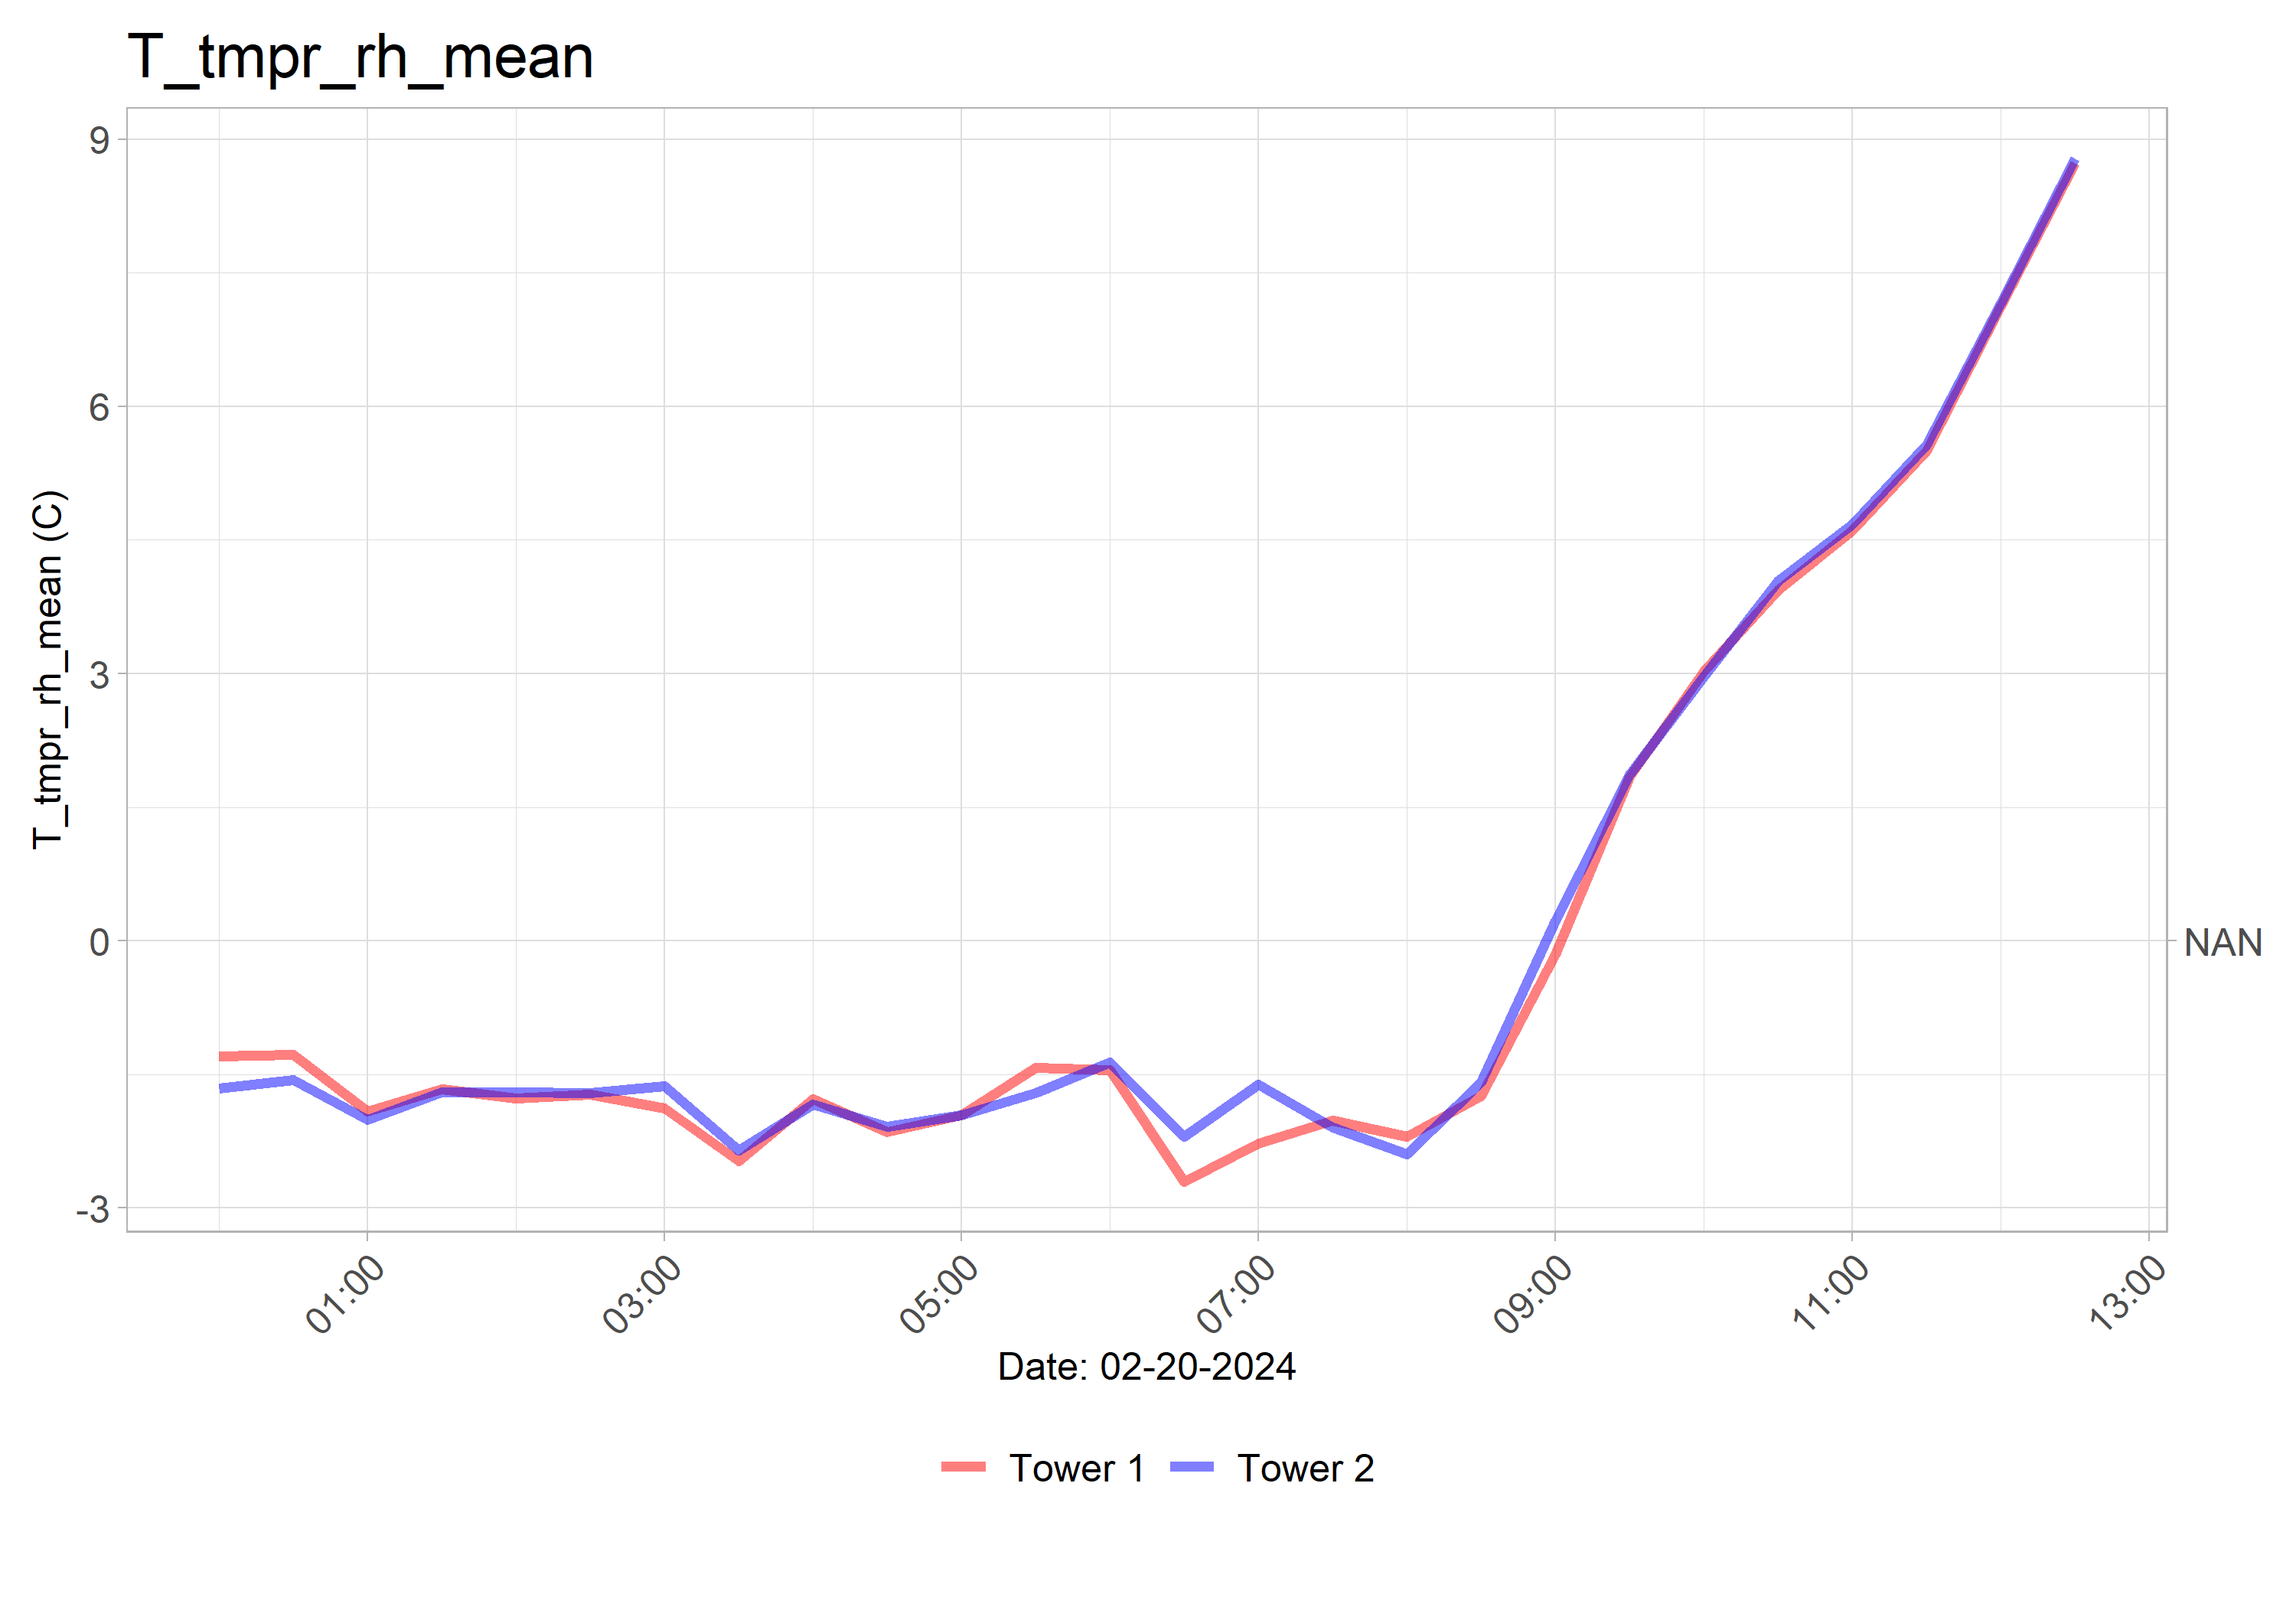 T_tmpr_rh_mean
T_tmpr_rh_mean (C)
9
6
3
0
-3
NAN
01:00
03:00
05:00
07:00
09:00
11:00
13:00
Date: 02-20-2024
Tower 1
Tower 2